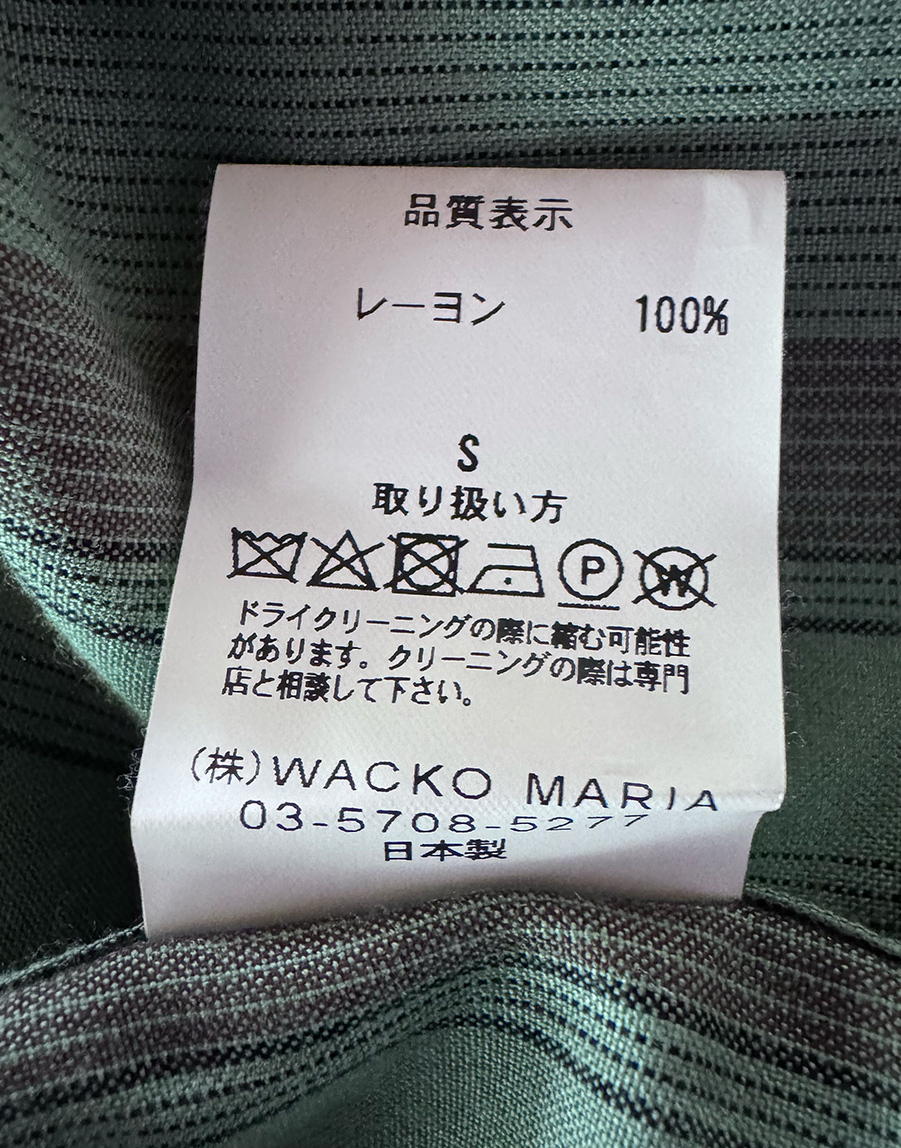 品質表示
レーヨン 100%
S
取り扱い方
P W
ドライクリーニングの際に縮む可能性
があります。クリーニングの際は専門
店と相談して下さい。
(株)WACKO MARIA
03-5708-5277
日本製